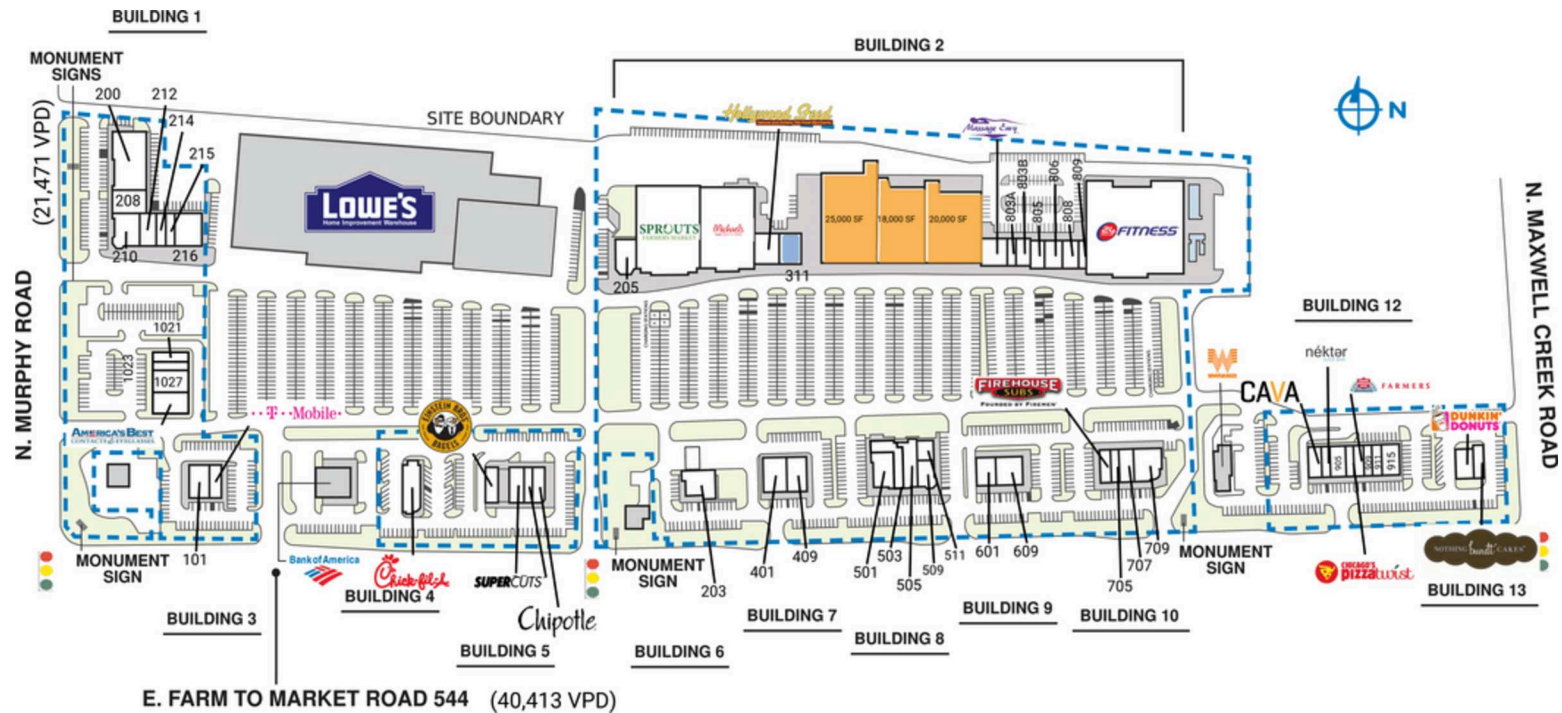 BUILDING 1
BUILDING 2
MONUMENT
SIGNS
200
212
214
215
208
210
216
(21,471 VPD)
N. MURPHY ROAD
SITE BOUNDARY
LOWE'S
Home Improvement Warehouse
Hollywood Feed
Massage Envy
N
SPROUTS
FARMERS MARKET
Michaels
205
311
25,000 SF
18,000 SF
20,000 SF
803A
803B
805
806
808
809
24
FITNESS
N. MAXWELL CREEK ROAD
1021
1023
1027
AMERICA'S BEST
CONTACTS & EYEGLASSES
T Mobile
EINSTEIN BROS
BAGELS
FIREHOUSE
SUBS
FOUNDED BY FIREMEN
BUILDING 12
W
CAVA
nékter
FARMERS
DUNKIN'
DONUTS
905
909
911
915
MONUMENT
SIGN
101
BUILDING 3
Bank of America
Chick-fil-A
BUILDING 4
SUPERCUTS
Chipotle
BUILDING 5
MONUMENT
SIGN
203
BUILDING 6
401
409
BUILDING 7
501
503
505
509
511
BUILDING 8
601
609
BUILDING 9
705
707
709
BUILDING 10
MONUMENT
SIGN
CHICAGO'S
pizza twist
NOTHING bundt CAKES
BUILDING 13
E. FARM TO MARKET ROAD 544 (40,413 VPD)